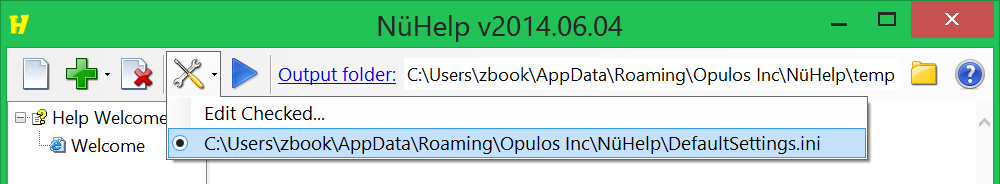 NüHelp v2014.06.04
Output folder: C:\Users\zbook\AppData\Roaming\Opulos Inc\NüHelp\temp
Edit Checked...
Help Welcome
C:\Users\zbook\AppData\Roaming\Opulos Inc\NüHelp\DefaultSettings.ini
Welcome